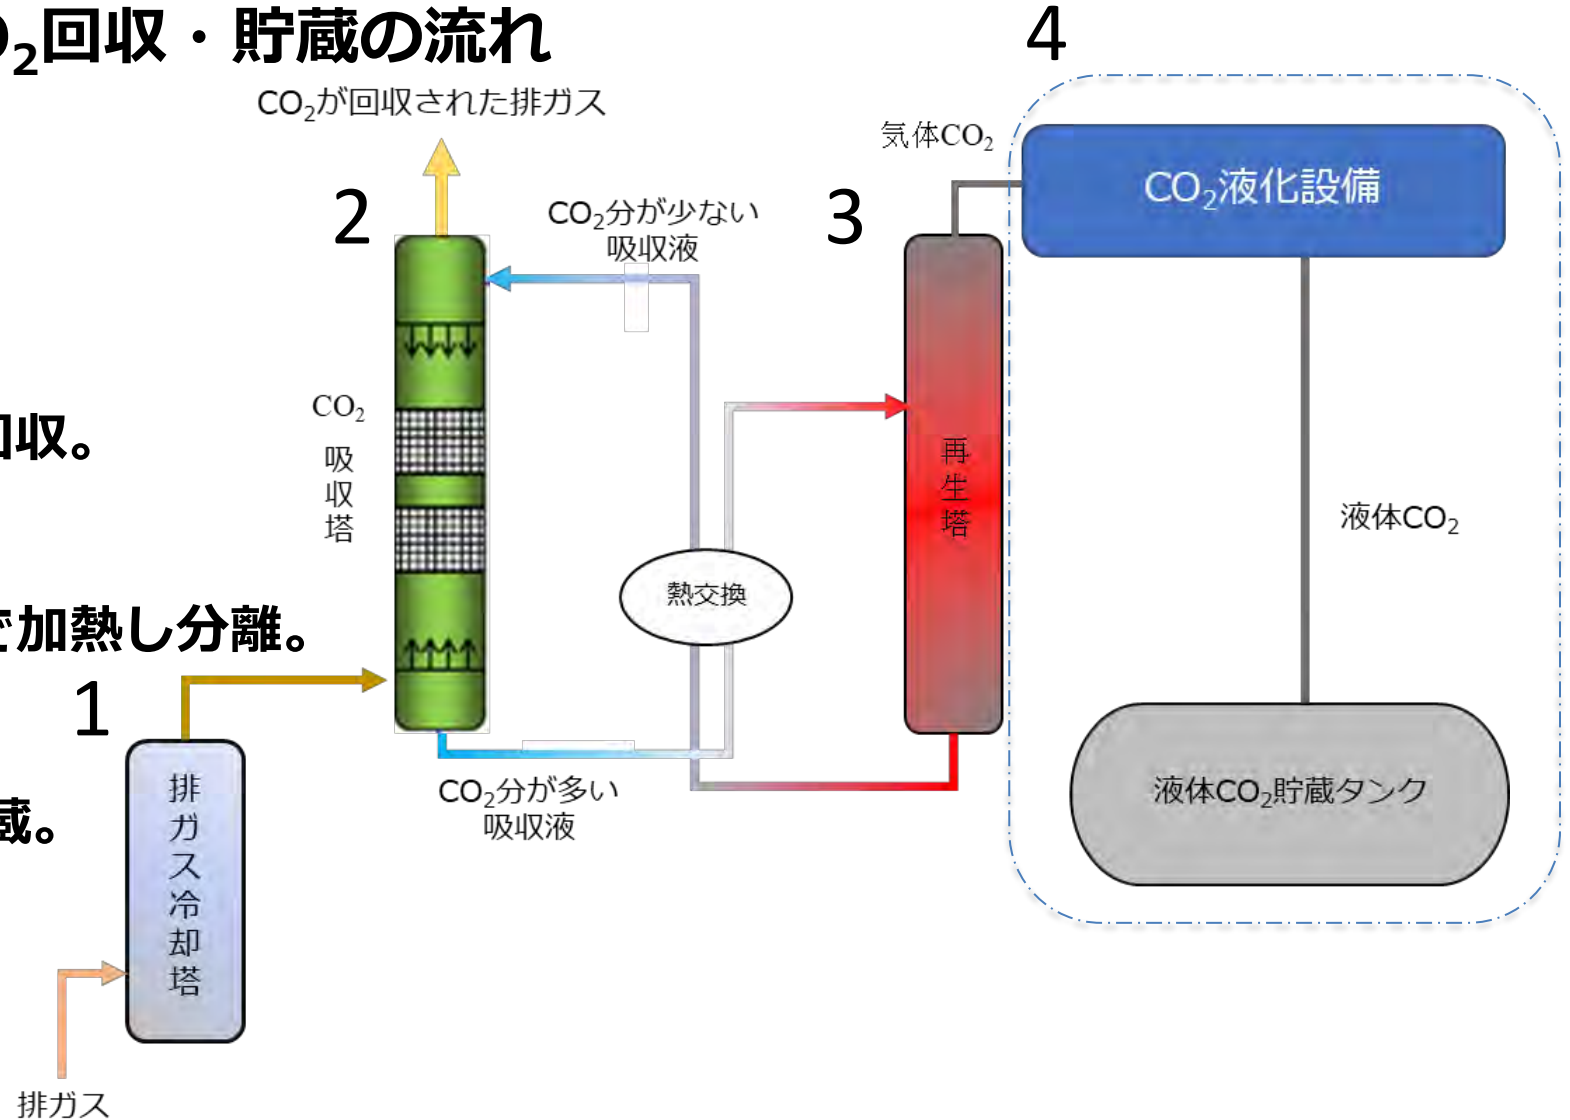 O₂回収・貯蔵の流れ
4
CO₂が回収された排ガス
気体CO₂
CO₂液化設備
2
CO₂分が少ない
吸収液
3
CO₂
吸収塔
回収。
再生塔
液体CO₂
熱交換
で加熱し分離。
1
CO₂分が多い
吸収液
液体CO₂貯蔵タンク
蔵。
排ガス冷却塔
排ガス